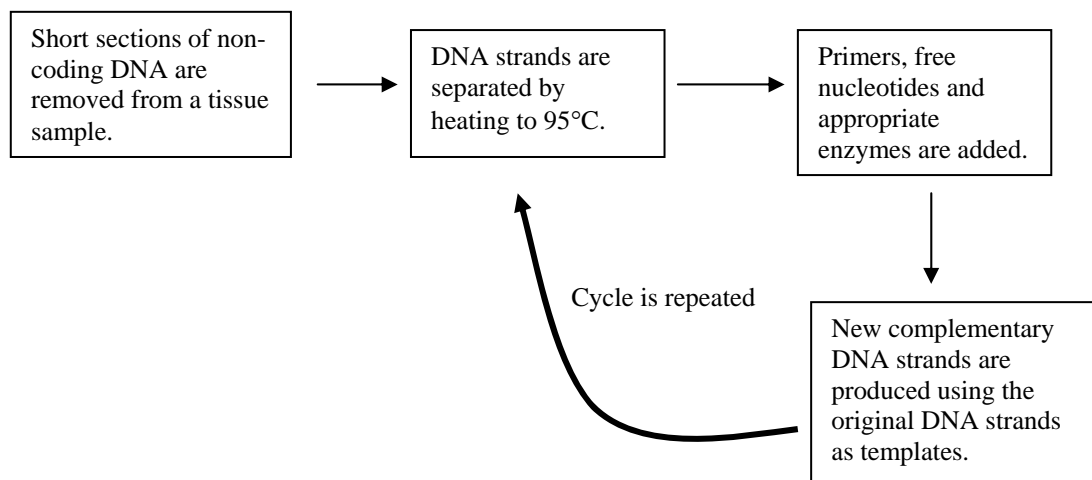 Short sections of non-
coding DNA are
removed from a tissue
sample.
DNA strands are
separated by
heating to 95°C.
Primers, free
nucleotides and
appropriate
enzymes are added.
Cycle is repeated
New complementary
DNA strands are
produced using the
original DNA strands
as templates.